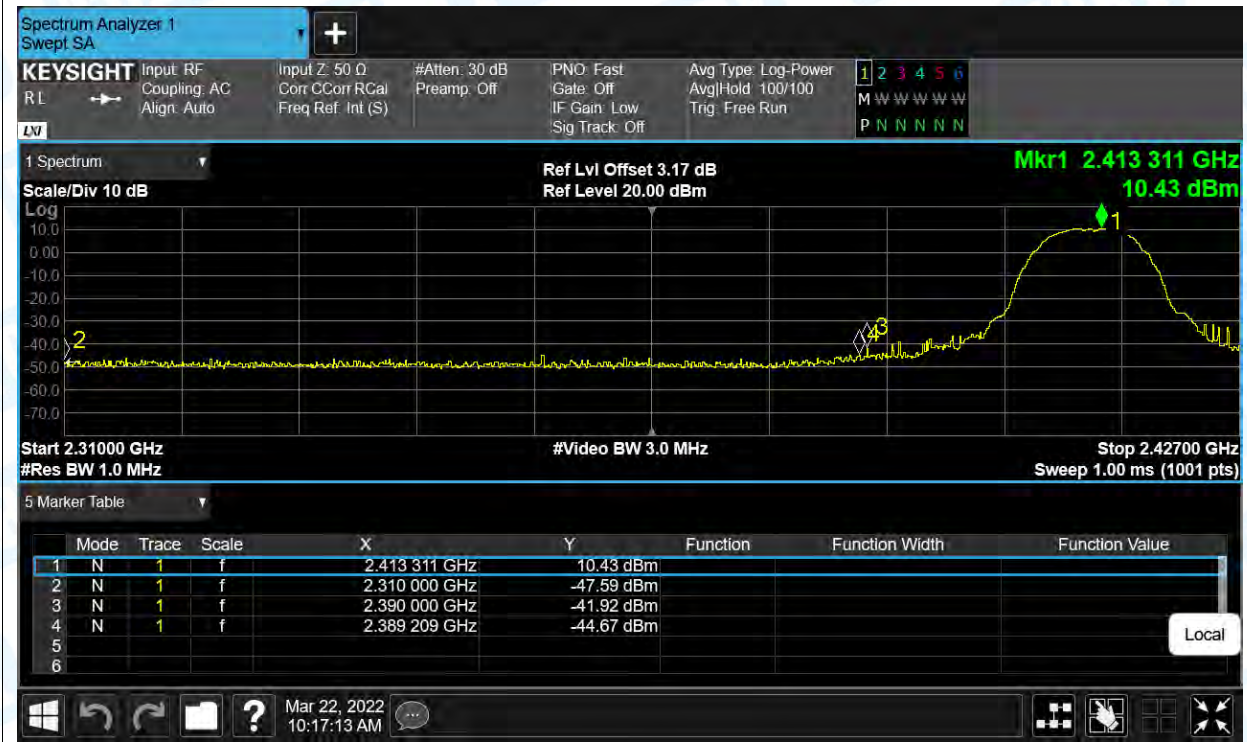 Spectrum Analyzer 1
Swept SA
+
KEYSIGHT Input: RF Input Z: 50 Ω #Atten: 30 dB PNO: Fast Avg Type: Log-Power 1 2 3 4 5 6
R L Coupling: AC Corr CCorr RCal Preamp: Off Gate: Off Avg|Hold: 100/100 M W W W W W
Align: Auto Freq Ref: Int (S) IF Gain: Low Trig: Free Run
LXI Sig Track: Off P N N N N N N
1 Spectrum Ref Lvl Offset 3.17 dB Mkr1 2.413 311 GHz
Scale/Div 10 dB Ref Level 20.00 dBm 10.43 dBm
Log
10.0 1
0.00
-10.0
-20.0
-30.0
-40.0 2 4 3
-50.0
-60.0
-70.0
Start 2.31000 GHz #Video BW 3.0 MHz Stop 2.42700 GHz
#Res BW 1.0 MHz Sweep 1.00 ms (1001 pts)
5 Marker Table
Mode Trace Scale X Y Function Function Width Function Value
1 N 1 f 2.413 311 GHz 10.43 dBm
2 N 1 f 2.310 000 GHz -47.59 dBm
3 N 1 f 2.390 000 GHz -41.92 dBm
4 N 1 f 2.389 209 GHz -44.67 dBm
5
6
Local
? Mar 22, 2022
10:17:13 AM